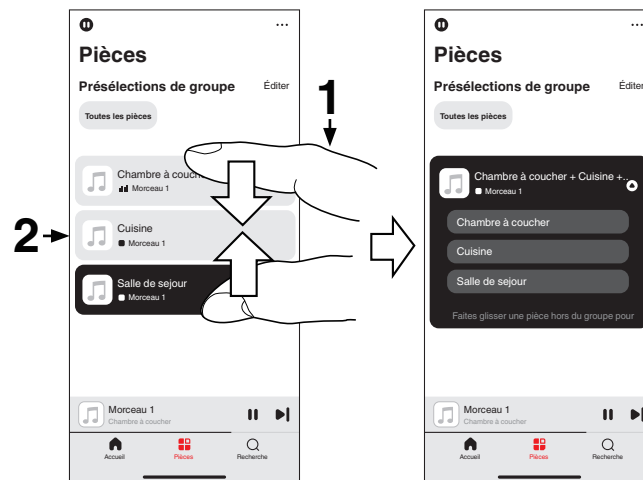 Pièces
Présélections de groupe Éditer
Toutes les pièces
Chambre à couc
Morceau 1
Cuisine
Morceau 1
Salle de sejour
Morceau 1
Morceau 1
Chambre à coucher
Accueil Pièces Recherche
1
2
Pièces
Présélections de groupe Éditer
Toutes les pièces
Chambre à coucher + Cuisine +...
Morceau 1
Chambre à coucher
Cuisine
Salle de sejour
Faites glisser une pièce hors du groupe pour
Morceau 1
Chambre à coucher
Accueil Pièces Recherche